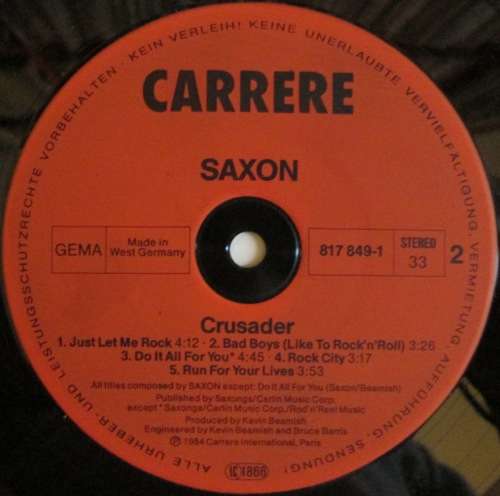 ALLE URHEBER- UND LEISTUNGSSCHUTZRECHTE VORBEHALTEN · KEIN VERLEIH! KEINE UNERLAUBTE VERVIELFÄLTIGUNG, VERMIETUNG, AUFFÜHRUNG, SENDUNG!
CARRERE
SAXON
GEMA
Made in
West Germany
817 849-1
STEREO
33
2
Crusader
1. Just Let Me Rock 4:12 · 2. Bad Boys (Like To Rock'n'Roll) 3:26
3. Do It All For You* 4:45 · 4. Rock City 3:17
5. Run For Your Lives 3:53
All titles composed by SAXON except: Do It All For You (Saxon/Beamish)
Published by Saxongs/Carlin Music Corp.
except * Saxongs/Carlin Music Corp./Rod'n'Reel Music
Produced by Kevin Beamish
Engineered by Kevin Beamish and Bruce Barris
Ⓟ 1984 Carrere International, Paris
LC 1866